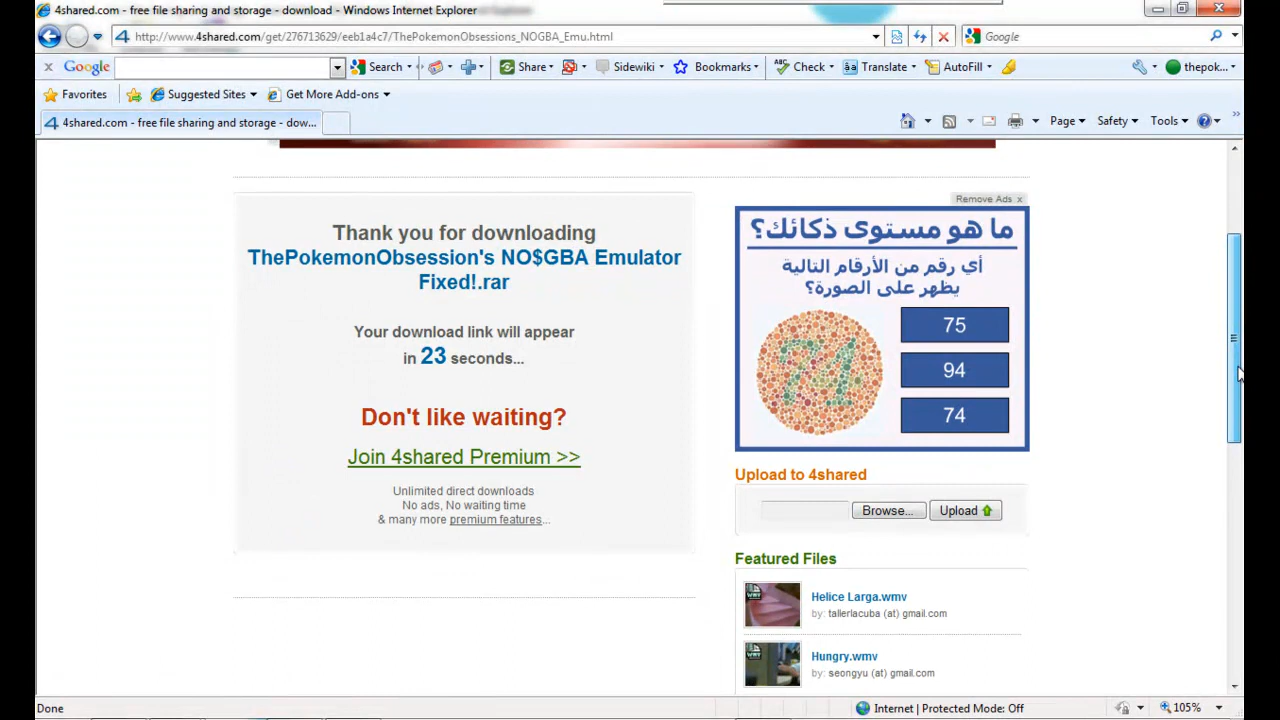 4shared.com - free file sharing and storage - download - Windows Internet Explorer
http://www.4shared.com/get/276713629/eeb1a4c7/ThePokemonObsessions_NOGBA_Emu.html
Google
Google
Search
Share
Sidewiki
Bookmarks
Check
Translate
AutoFill
thepok...
Favorites
Suggested Sites
Get More Add-ons
4shared.com - free file sharing and storage - dow...
Page
Safety
Tools
Remove Ads x
Thank you for downloading
ThePokemonObsession's NO$GBA Emulator
Fixed!.rar
Your download link will appear
in 23 seconds...
Don't like waiting?
Join 4shared Premium >>
Unlimited direct downloads
No ads, No waiting time
& many more premium features...
ما هو مستوى ذكائك؟
أي رقم من الأرقام التالية
يظهر على الصورة؟
74
75
94
74
Upload to 4shared
Browse...
Upload
Featured Files
Helice Larga.wmv
by: tallerlacuba (at) gmail.com
Hungry.wmv
by: seongyu (at) gmail.com
Done
Internet | Protected Mode: Off
105%